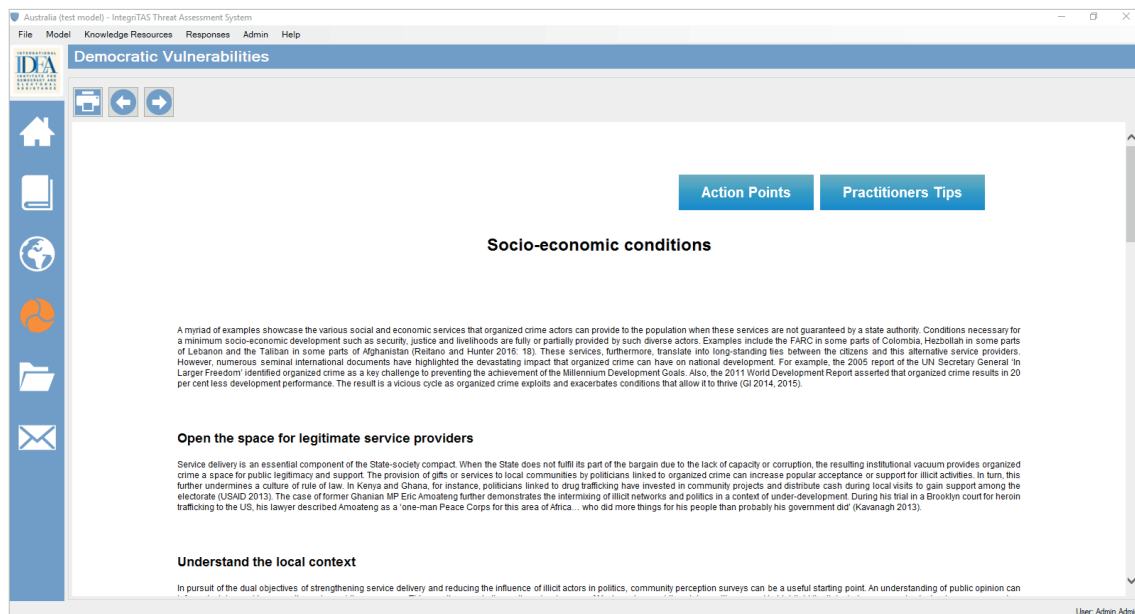 Australia (test model) - IntegriTAS Threat Assessment System
File Model Knowledge Resources Responses Admin Help
INTERNATIONAL
IDEA
INSTITUTE FOR
DEMOCRACY AND
ELECTORAL
ASSISTANCE
Democratic Vulnerabilities
Action Points Practitioners Tips
Socio-economic conditions
A myriad of examples showcase the various social and economic services that organized crime actors can provide to the population when these services are not guaranteed by a state authority. Conditions necessary for
a minimum socio-economic development such as security, justice and livelihoods are fully or partially provided by such diverse actors. Examples include the FARC in some parts of Colombia, Hezbollah in some parts
of Lebanon and the Taliban in some parts of Afghanistan (Reitano and Hunter 2016: 18). These services, furthermore, translate into long-standing ties between the citizens and this alternative service providers.
However, numerous seminal international documents have highlighted the devastating impact that organized crime can have on national development. For example, the 2005 report of the UN Secretary General 'In
Larger Freedom' identified organized crime as a key challenge to preventing the achievement of the Millennium Development Goals. Also, the 2011 World Development Report asserted that organized crime results in 20
per cent less development performance. The result is a vicious cycle as organized crime exploits and exacerbates conditions that allow it to thrive (GI 2014, 2015).
Open the space for legitimate service providers
Service delivery is an essential component of the State-society compact. When the State does not fulfil its part of the bargain due to the lack of capacity or corruption, the resulting institutional vacuum provides organized
crime a space for public legitimacy and support. The provision of gifts or services to local communities by politicians linked to organized crime can increase popular acceptance or support for illicit activities. In turn, this
further undermines a culture of rule of law. In Kenya and Ghana, for instance, politicians linked to drug trafficking have invested in community projects and distribute cash during local visits to gain support among the
electorate (USAID 2013). The case of former Ghanian MP Eric Amoateng further demonstrates the intermixing of illicit networks and politics in a context of under-development. During his trial in a Brooklyn court for heroin
trafficking to the US, his lawyer described Amoateng as a 'one-man Peace Corps for this area of Africa... who did more things for his people than probably his government did' (Kavanagh 2013).
Understand the local context
In pursuit of the dual objectives of strengthening service delivery and reducing the influence of illicit actors in politics, community perception surveys can be a useful starting point. An understanding of public opinion can
User: Admin Admin